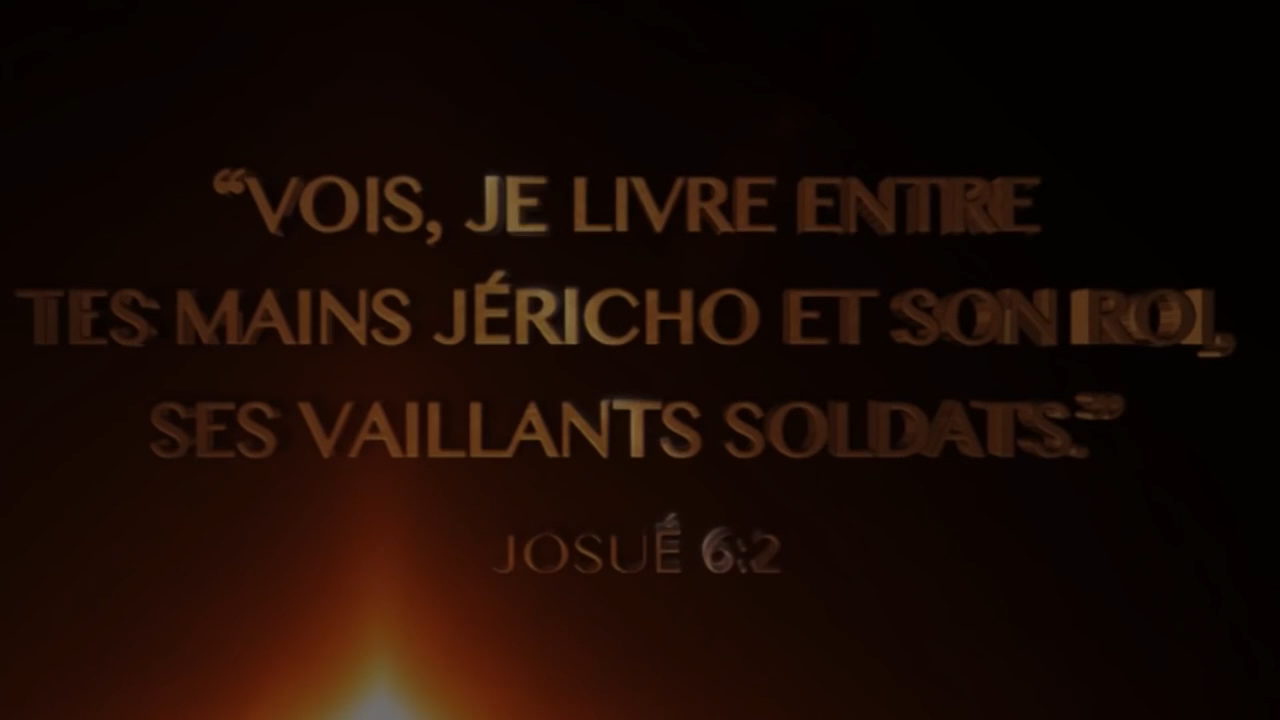 “VOIS, JE LIVRE ENTRE
TES MAINS JÉRICHO ET SON ROI,
SES VAILLANTS SOLDATS.”
JOSUÉ 6:2